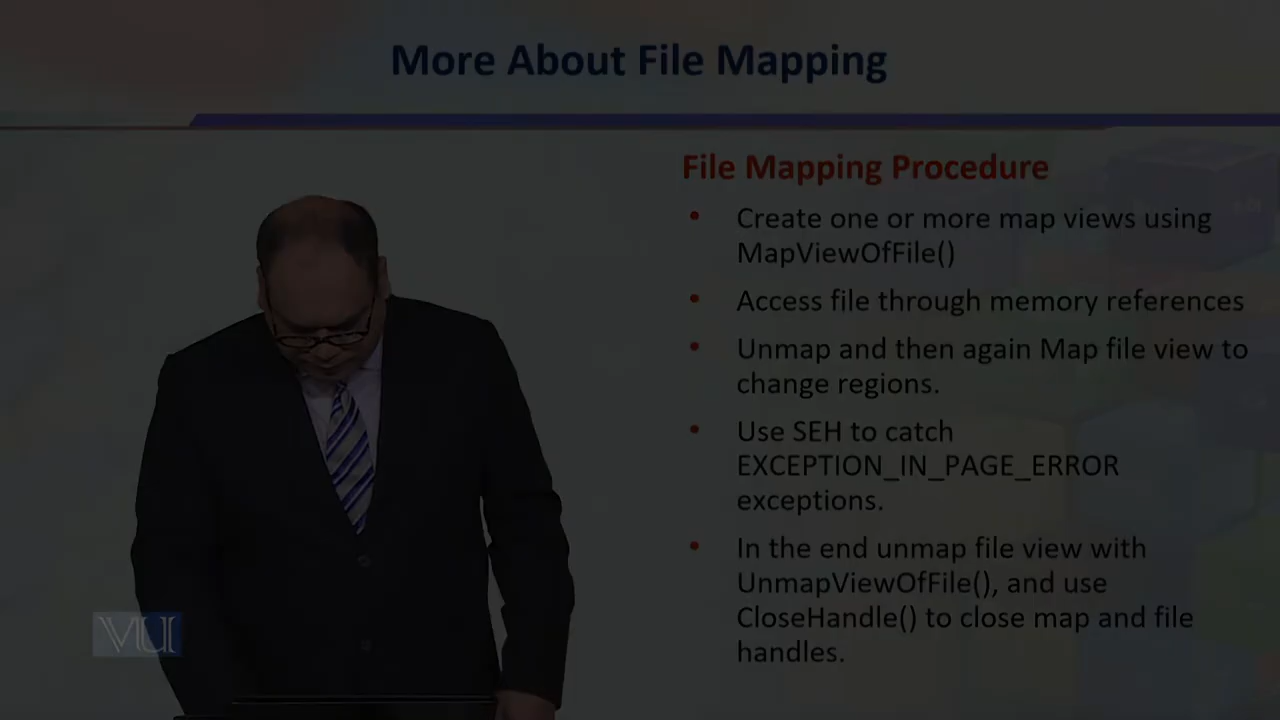 More About File Mapping
File Mapping Procedure
• Create one or more map views using
MapViewOfFile()
• Access file through memory references
• Unmap and then again Map file view to
change regions.
• Use SEH to catch
EXCEPTION_IN_PAGE_ERROR
exceptions.
• In the end unmap file view with
UnmapViewOfFile(), and use
CloseHandle() to close map and file
handles.
VU